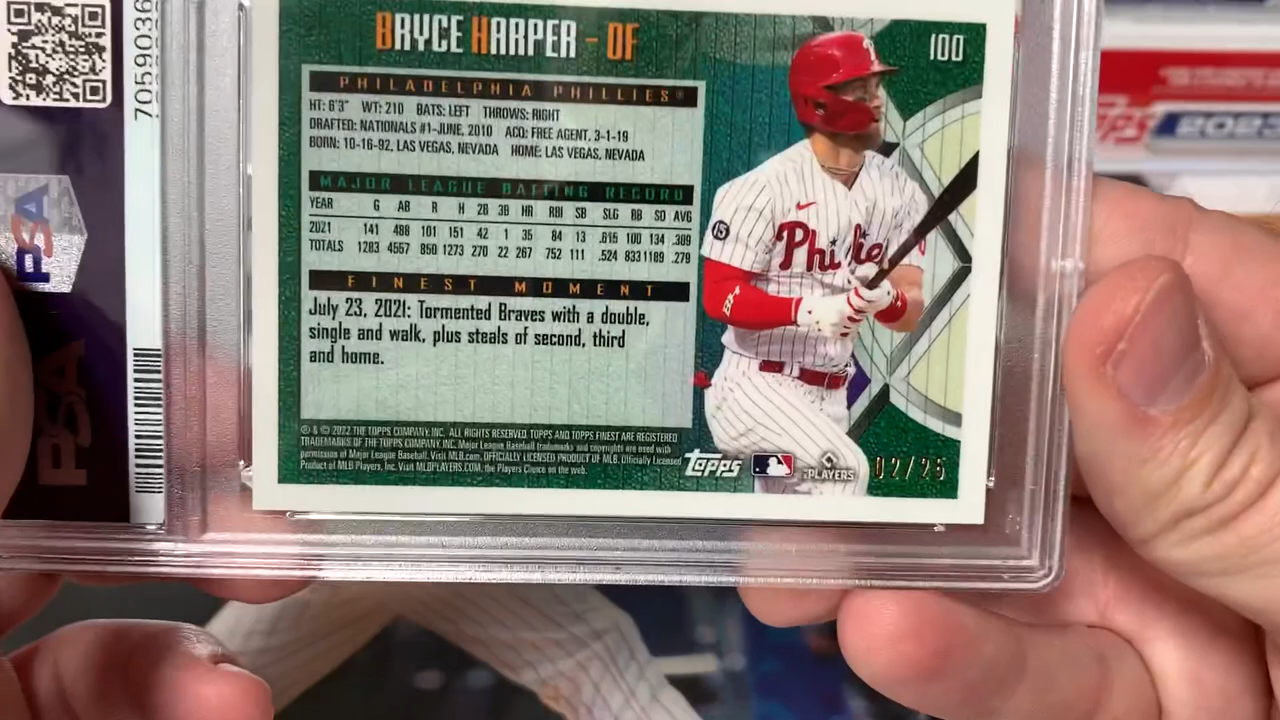 BRYCE HARPER - OF
100
PHILADELPHIA PHILLIES®
HT: 6'3" WT: 210 BATS: LEFT THROWS: RIGHT
DRAFTED: NATIONALS #1-JUNE, 2010 ACQ: FREE AGENT, 3-1-19
BORN: 10-16-92, LAS VEGAS, NEVADA HOME: LAS VEGAS, NEVADA
MAJOR LEAGUE BATTING RECORD
YEAR G AB R H 2B 3B HR RBI SB SLG BB SO AVG
2021 141 488 101 151 42 1 35 84 13 .615 100 134 .309
TOTALS 1283 4567 850 1273 270 22 267 752 111 .524 833 1189 .279
FINEST MOMENT
July 23, 2021: Tormented Braves with a double,
single and walk, plus steals of second, third
and home.
® & © 2022 THE TOPPS COMPANY, INC. ALL RIGHTS RESERVED. TOPPS AND TOPPS FINEST ARE REGISTERED
TRADEMARKS OF THE TOPPS COMPANY, INC. Major League Baseball trademarks and copyrights are used with
permission of Major League Baseball. Visit MLB.com. OFFICIALLY LICENSED PRODUCT OF MLB. Officially Licensed
Product of MLB Players, Inc. Visit MLBPLAYERS.COM, the Players Choice on the web.
TOPPS
PLAYERS
02/25
Phillie
15
BH
P
7059036
PSA
PSA
PPS
2023